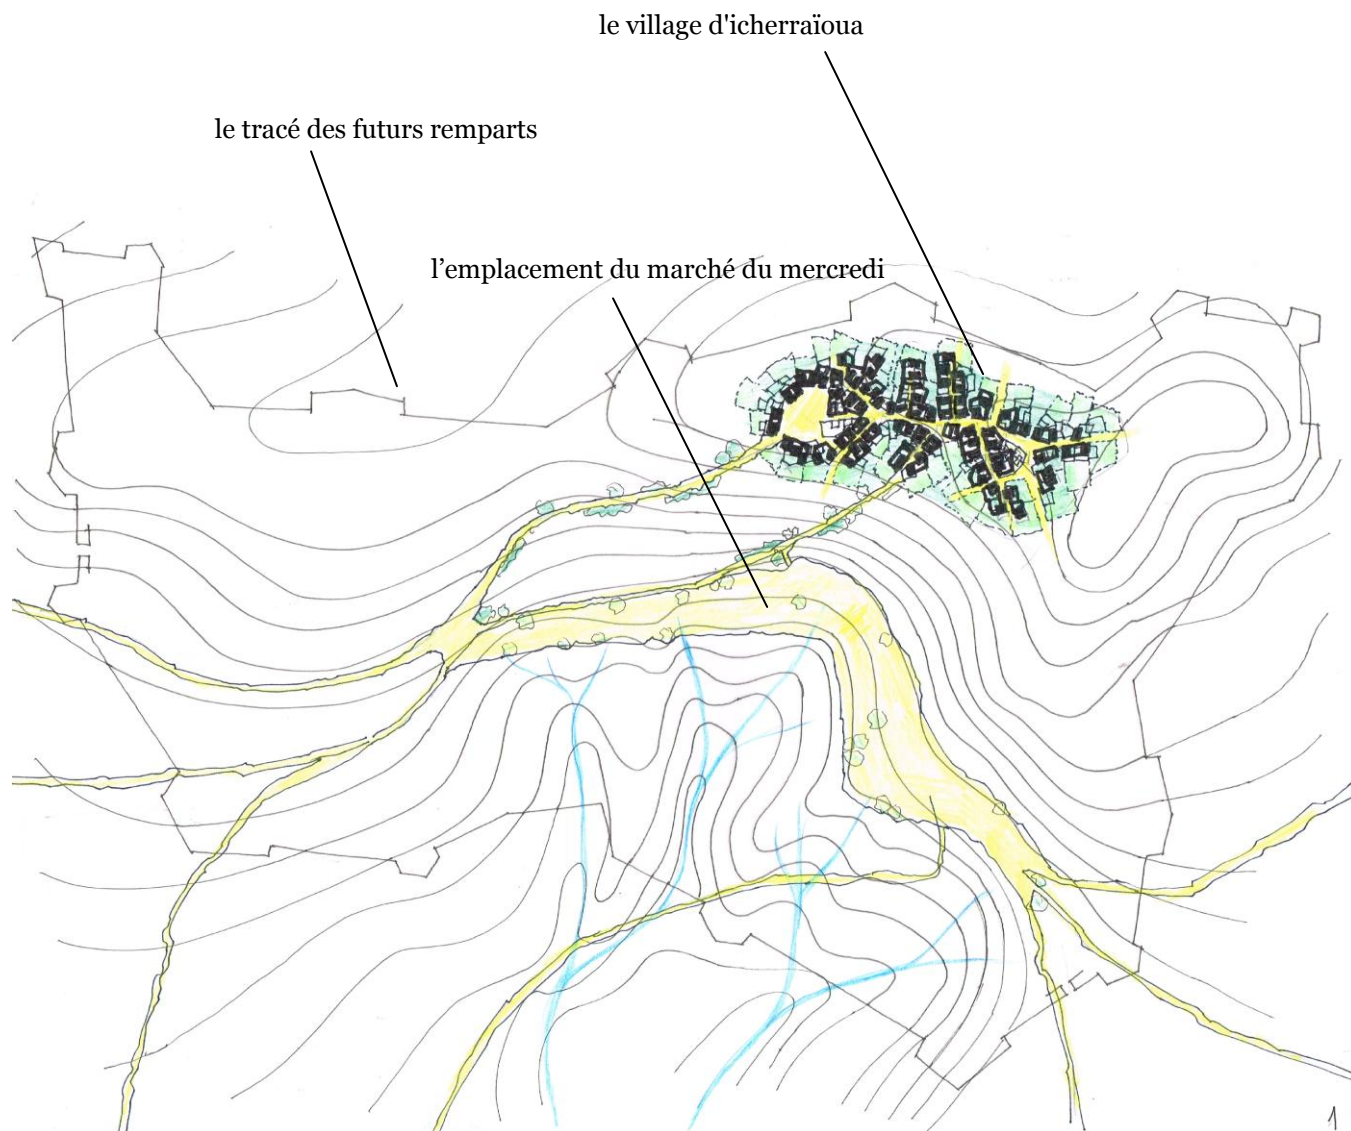 le village d'icherraïoua
le tracé des futurs remparts
l’emplacement du marché du mercredi
1